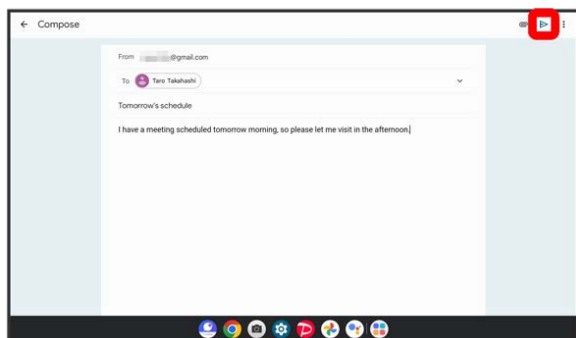 Compose
From @gmail.com
To Taro Takahashi
Tomorrow's schedule
I have a meeting scheduled tomorrow morning, so please let me visit in the afternoon.